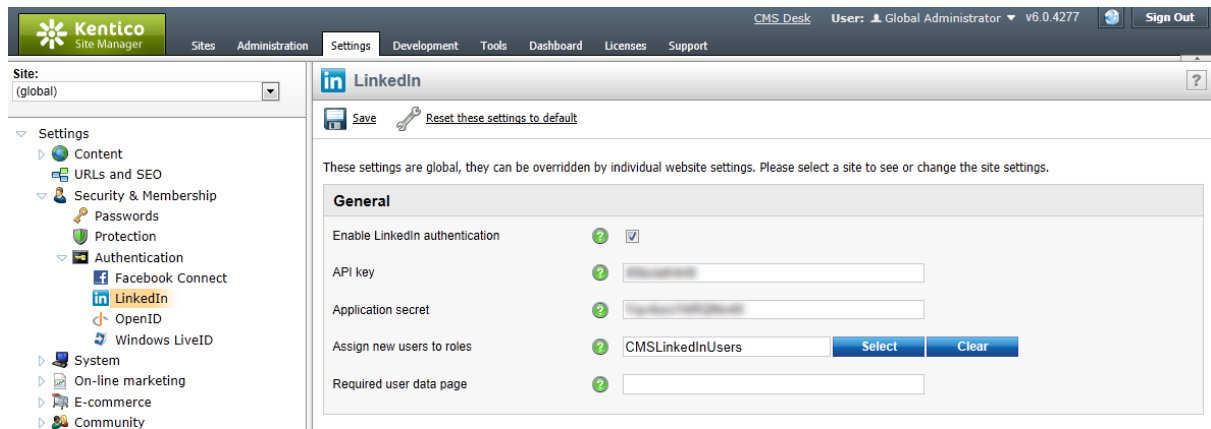 CMS Desk User: Global Administrator v6.0.4277 Sign Out
Kentico
Site Manager
Sites Administration Settings Development Tools Dashboard Licenses Support
Site:
(global)
Settings
Content
URLs and SEO
Security & Membership
Passwords
Protection
Authentication
Facebook Connect
LinkedIn
OpenID
Windows LiveID
System
On-line marketing
E-commerce
Community
in LinkedIn ?
Save Reset these settings to default
These settings are global, they can be overridden by individual website settings. Please select a site to see or change the site settings.
General
Enable LinkedIn authentication ?
API key ?
Application secret ?
Assign new users to roles ? CMSLinkedInUsers Select Clear
Required user data page ?